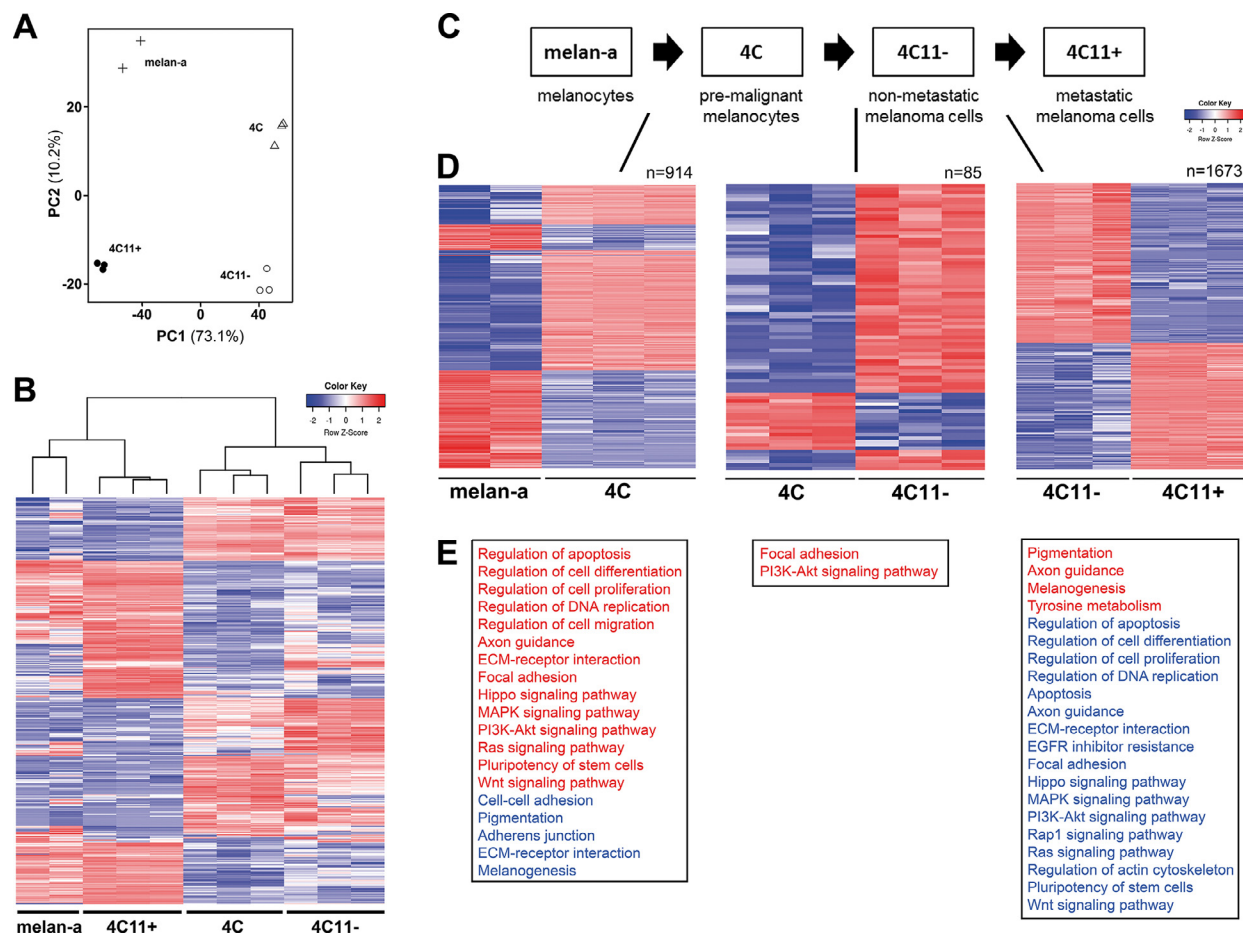 A
melan-a
4C
4C11+
4C11-
20
0
-20
PC2 (10.2%)
-40
0
40
PC1 (73.1%)
B
Color Key
-2 -1 0 1 2
Row Z-Score
melan-a 4C11+ 4C 4C11-
C
melan-a 4C 4C11- 4C11+
melanocytes
pre-malignant
melanocytes
non-metastatic
melanoma cells
metastatic
melanoma cells
Color Key
-2 -1 0 1 2
Row Z-Score
D
n=914
n=85
n=1673
melan-a 4C
4C 4C11-
4C11- 4C11+
E
Regulation of apoptosis
Regulation of cell differentiation
Regulation of cell proliferation
Regulation of DNA replication
Regulation of cell migration
Axon guidance
ECM-receptor interaction
Focal adhesion
Hippo signaling pathway
MAPK signaling pathway
PI3K-Akt signaling pathway
Ras signaling pathway
Pluripotency of stem cells
Wnt signaling pathway
Cell-cell adhesion
Pigmentation
Adherens junction
ECM-receptor interaction
Melanogenesis
Focal adhesion
PI3K-Akt signaling pathway
Pigmentation
Axon guidance
Melanogenesis
Tyrosine metabolism
Regulation of apoptosis
Regulation of cell differentiation
Regulation of cell proliferation
Regulation of DNA replication
Apoptosis
Axon guidance
ECM-receptor interaction
EGFR inhibitor resistance
Focal adhesion
Hippo signaling pathway
MAPK signaling pathway
PI3K-Akt signaling pathway
Rap1 signaling pathway
Ras signaling pathway
Regulation of actin cytoskeleton
Pluripotency of stem cells
Wnt signaling pathway